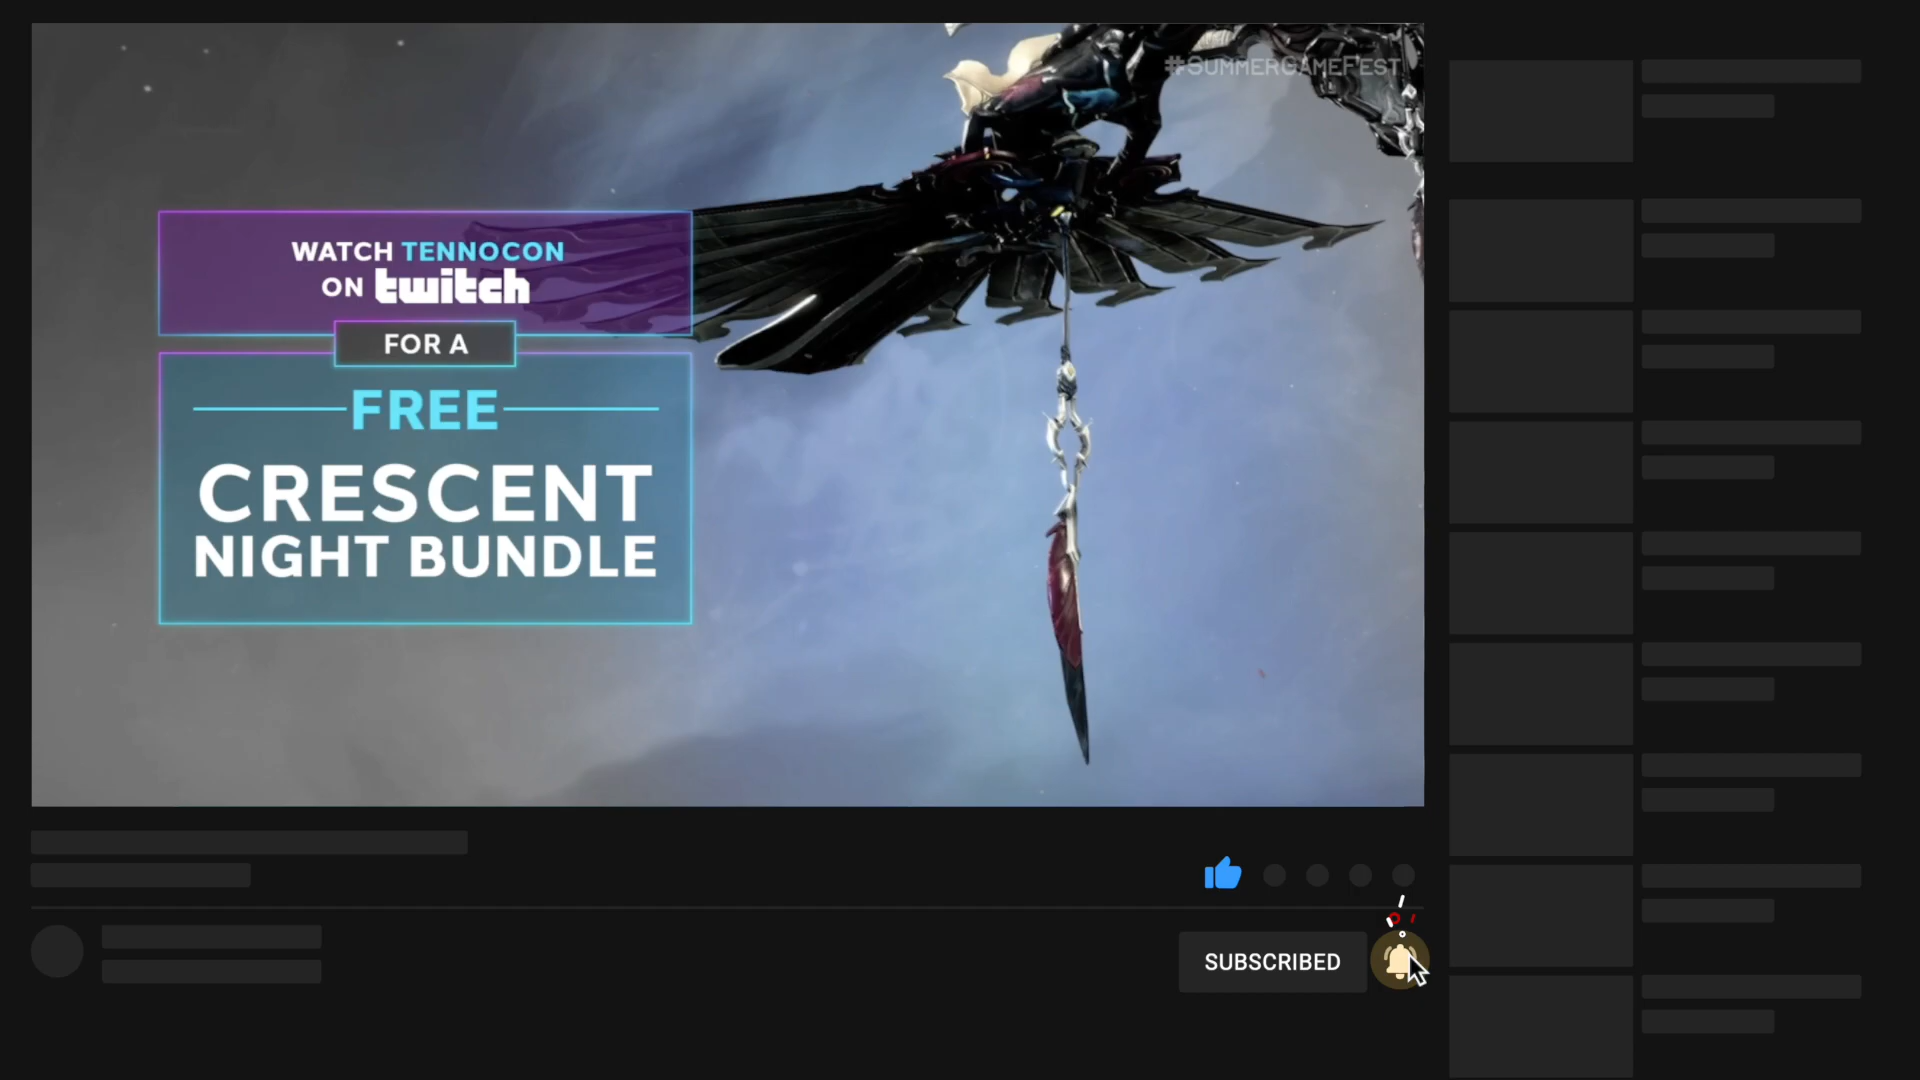 #SUMMERGAMEFEST
WATCH TENNOCON
ON twitch
FOR A
FREE
CRESCENT
NIGHT BUNDLE
SUBSCRIBED